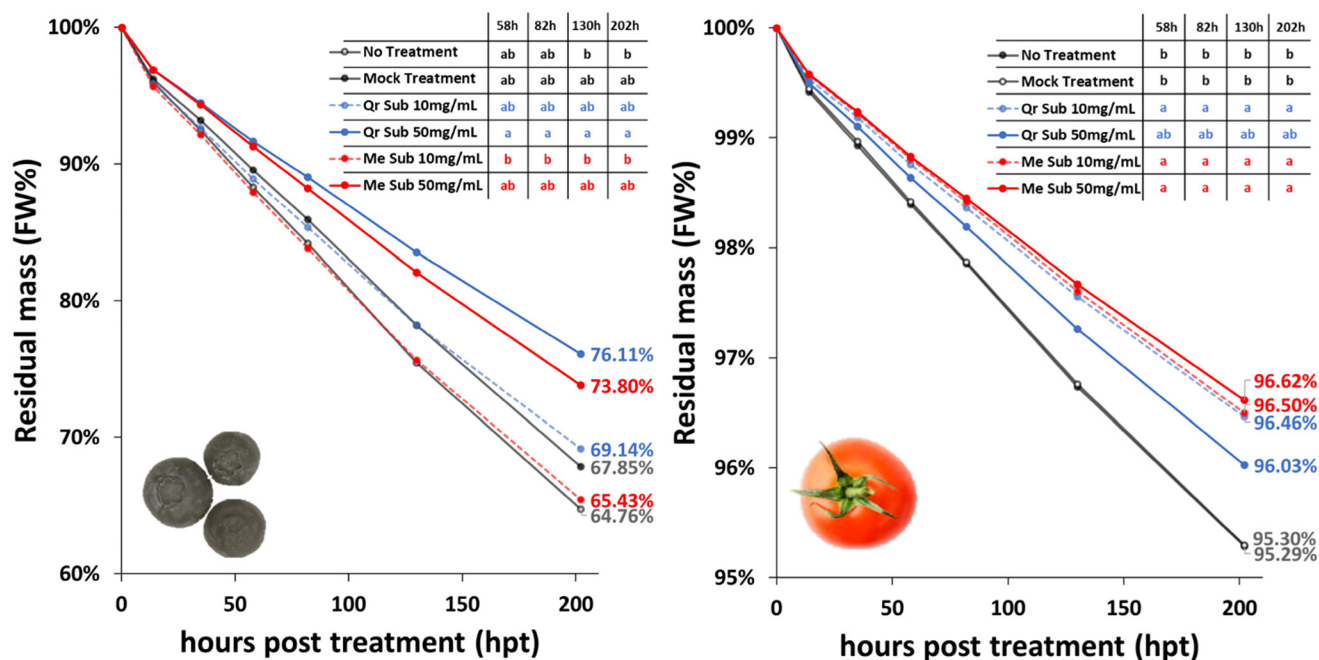 58h 82h 130h 202h
No Treatment ab ab b b
Mock Treatment ab ab ab ab
Qr Sub 10mg/mL ab ab ab ab
Qr Sub 50mg/mL a a a a
Me Sub 10mg/mL b b b b
Me Sub 50mg/mL ab ab ab ab
100%
90%
80%
70%
60%
Residual mass (FW%)
76.11%
73.80%
69.14%
67.85%
65.43%
64.76%
0 50 100 150 200
hours post treatment (hpt)
58h 82h 130h 202h
No Treatment b b b b
Mock Treatment b b b b
Qr Sub 10mg/mL a a a a
Qr Sub 50mg/mL ab ab ab ab
Me Sub 10mg/mL a a a a
Me Sub 50mg/mL a a a a
100%
99%
98%
97%
96%
95%
Residual mass (FW%)
96.62%
96.50%
96.46%
96.03%
95.30%
95.29%
0 50 100 150 200
hours post treatment (hpt)